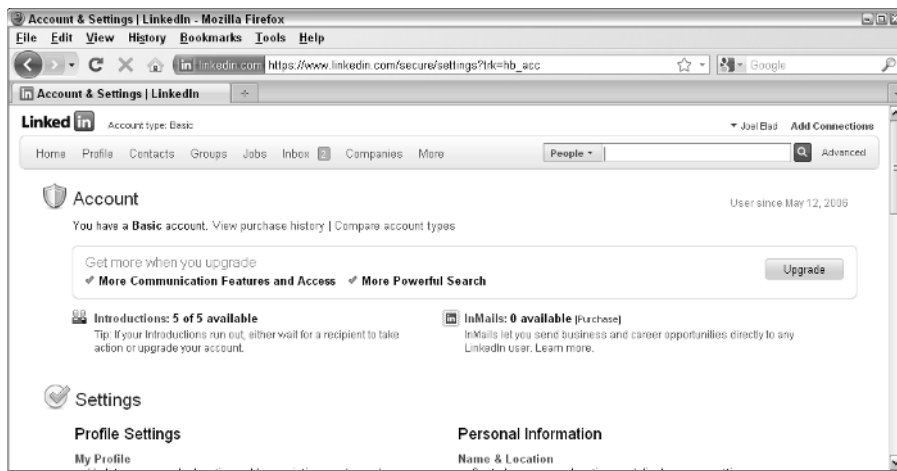 Account & Settings | LinkedIn - Mozilla Firefox
File Edit View History Bookmarks Tools Help
linkedin.com https://www.linkedin.com/secure/settings?trk=hb_acc
Google
Account & Settings | LinkedIn
Linked in Account type: Basic
Joel Elad Add Connections
Home Profile Contacts Groups Jobs Inbox 2 Companies More
People
Advanced
Account
User since May 12, 2006
You have a Basic account. View purchase history | Compare account types
Get more when you upgrade
More Communication Features and Access More Powerful Search
Upgrade
Introductions: 5 of 5 available
Tip: If your Introductions run out, either wait for a recipient to take
action or upgrade your account.
InMails: 0 available [Purchase]
InMails let you send business and career opportunities directly to any
LinkedIn user. Learn more.
Settings
Profile Settings
My Profile
Personal Information
Name & Location